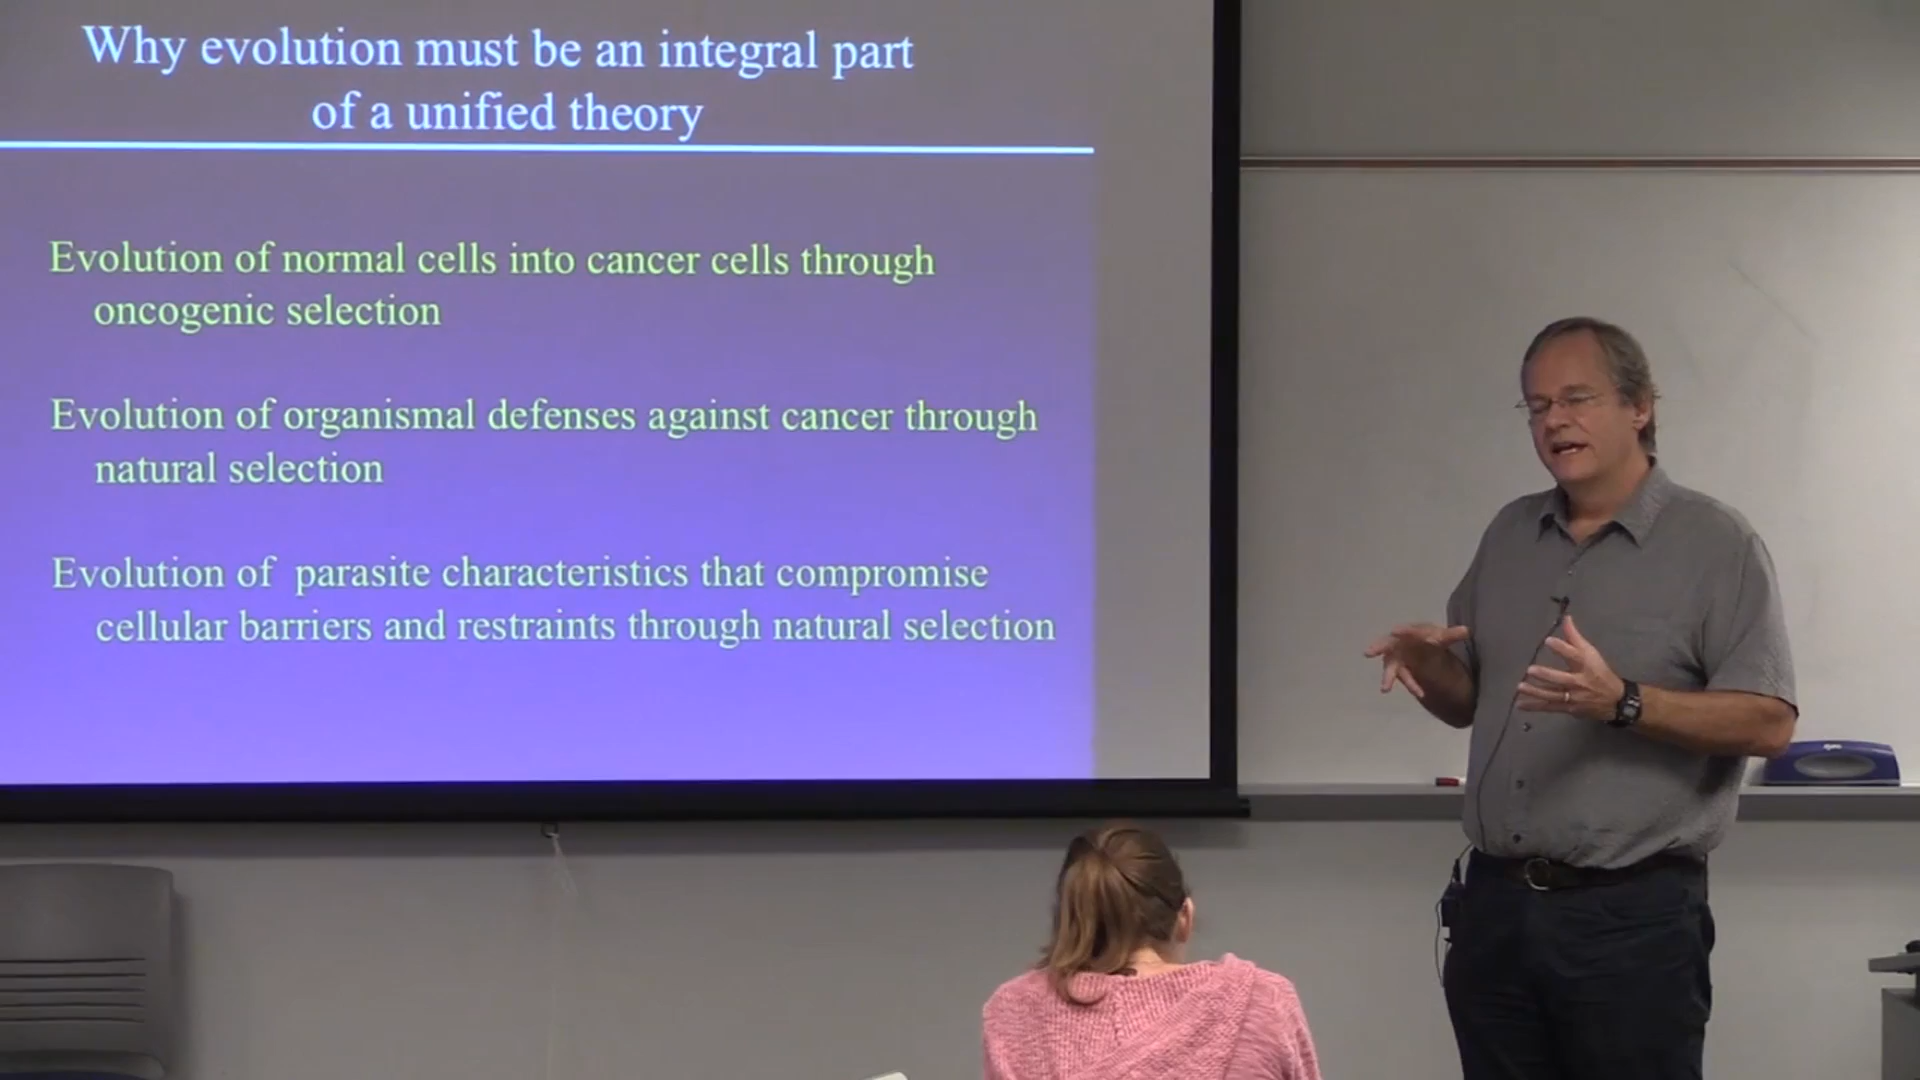 Why evolution must be an integral part
of a unified theory
Evolution of normal cells into cancer cells through
oncogenic selection
Evolution of organismal defenses against cancer through
natural selection
Evolution of parasite characteristics that compromise
cellular barriers and restraints through natural selection